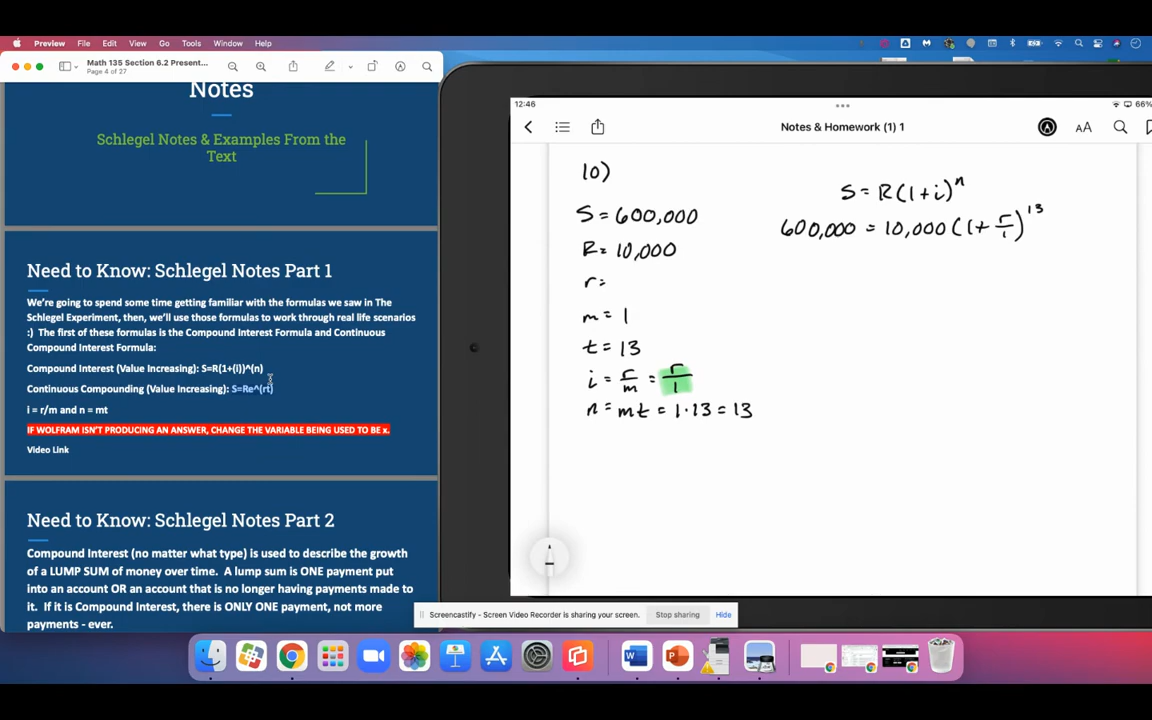 Preview File Edit View Go Tools Window Help
Math 135 Section 6.2 Present...
Page 4 of 27
Notes
Schlegel Notes & Examples From the
Text
Need to Know: Schlegel Notes Part 1
We're going to spend some time getting familiar with the formulas we saw in The
Schlegel Experiment, then, we'll use those formulas to work through real life scenarios
:) The first of these formulas is the Compound Interest Formula and Continuous
Compound Interest Formula:
Compound Interest (Value Increasing): S=R(1+(i))^(n)
Continuous Compounding (Value Increasing): S=Re^(rt)
i = r/m and n = mt
IF WOLFRAM ISN'T PRODUCING AN ANSWER, CHANGE THE VARIABLE BEING USED TO BE x.
Video Link
Need to Know: Schlegel Notes Part 2
Compound Interest (no matter what type) is used to describe the growth
of a LUMP SUM of money over time. A lump sum is ONE payment put
into an account OR an account that is no longer having payments made to
it. If it is Compound Interest, there is ONLY ONE payment, not more
payments - ever.
12:46
66%
Notes & Homework (1) 1
AA
10)
S = 600,000
R = 10,000
r =
m = 1
t = 13
i = r/m = r/1
n = mt = 1·13 = 13
S = R(1+i)^n
600,000 = 10,000(1+ r/1)^13
Screencastify - Screen Video Recorder is sharing your screen. Stop sharing Hide